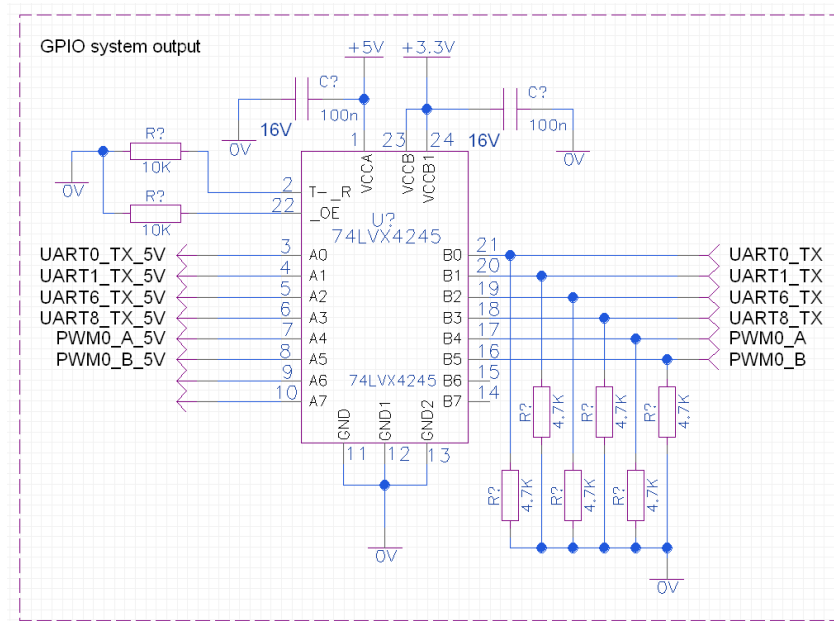 GPIO system output
+5V
+3.3V
C?
100n
16V
0V
C?
100n
16V
0V
1
23
24
VCCA
VCCB
VCCB1
R?
10K
0V
R?
10K
2
T-_R
22
_OE
U?
74LVX4245
UART0_TX_5V
3
A0
B0
21
UART0_TX
UART1_TX_5V
4
A1
B1
20
UART1_TX
UART6_TX_5V
5
A2
B2
19
UART6_TX
UART8_TX_5V
6
A3
B3
18
UART8_TX
PWM0_A_5V
7
A4
B4
17
PWM0_A
PWM0_B_5V
8
A5
B5
16
PWM0_B
9
A6
74LVX4245
B6
15
10
A7
B7
14
GND
GND1
GND2
11
12
13
0V
R?
4.7K
R?
4.7K
R?
4.7K
R?
4.7K
R?
4.7K
R?
4.7K
0V